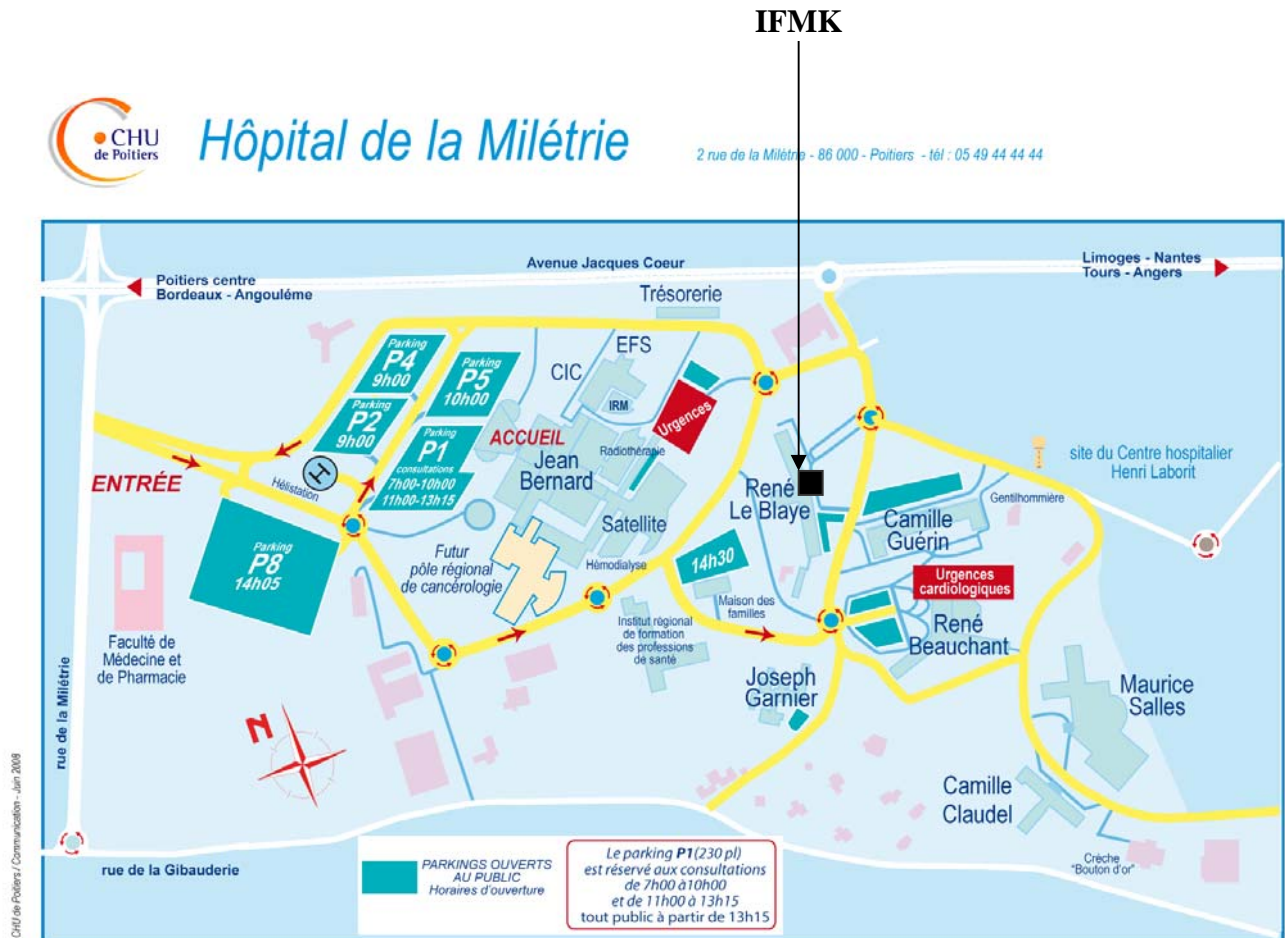 IFMK
CHU
de Poitiers
Hôpital de la Milétrie
2 rue de la Milétrie - 86 000 - Poitiers - tél : 05 49 44 44 44
Avenue Jacques Coeur
Poitiers centre
Bordeaux - Angouléme
Limoges - Nantes
Tours - Angers
Trésorerie
EFS
CIC
IRM
Urgences
Parking
P4
9h00
Parking
P5
10h00
Parking
P2
9h00
Parking
P1
consultations
7h00-10h00
11h00-13h15
ACCUEIL
Jean
Bernard
Radiothérapie
Satellite
ENTRÉE
H
Hélistation
Parking
P8
14h05
Futur
pôle régional
de cancérologie
Hémodialyse
14h30
René
Le Blaye
Camille
Guérin
Gentilhommière
site du Centre hospitalier
Henri Laborit
Urgences
cardiologiques
René
Beauchant
Maison des
familles
Institut régional
de formation
des professions
de santé
Joseph
Garnier
Maurice
Salles
Camille
Claudel
Crèche
"Bouton d'or"
Faculté de
Médecine et
de Pharmacie
rue de la Milétrie
N
rue de la Gibauderie
PARKINGS OUVERTS
AU PUBLIC
Horaires d'ouverture
Le parking P1(230 pl)
est réservé aux consultations
de 7h00 à10h00
et de 11h00 à 13h15
tout public à partir de 13h15
CHU de Poitiers / Communication - Juin 2008